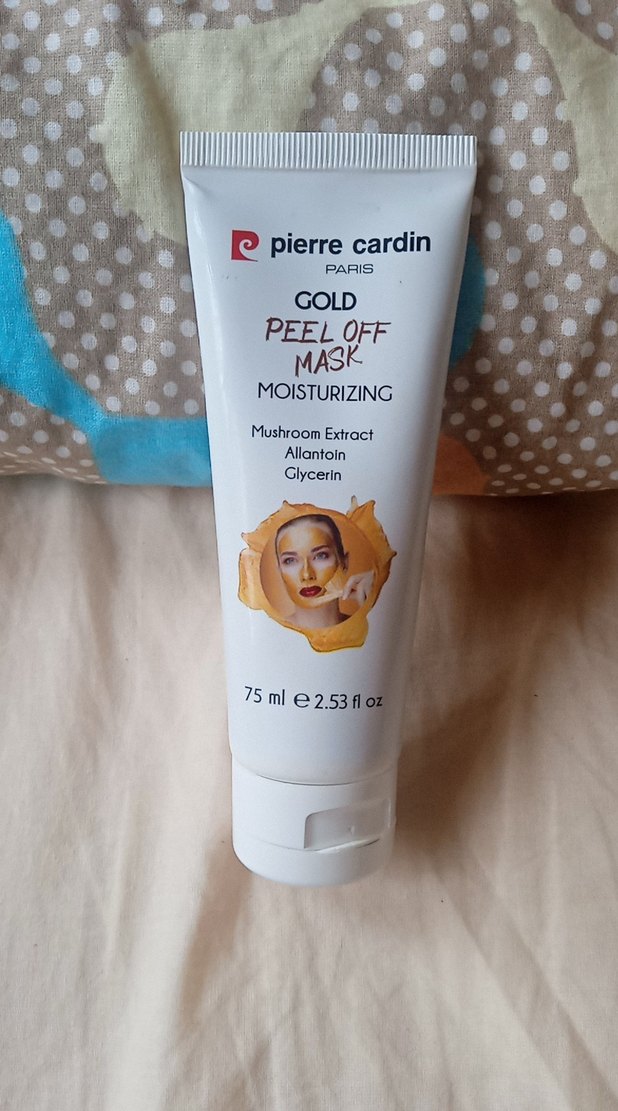 pierre cardin
PARIS
GOLD
PEEL OFF
MASK
MOISTURIZING
Mushroom Extract
Allantoin
Glycerin
75 ml ℮ 2.53 fl oz